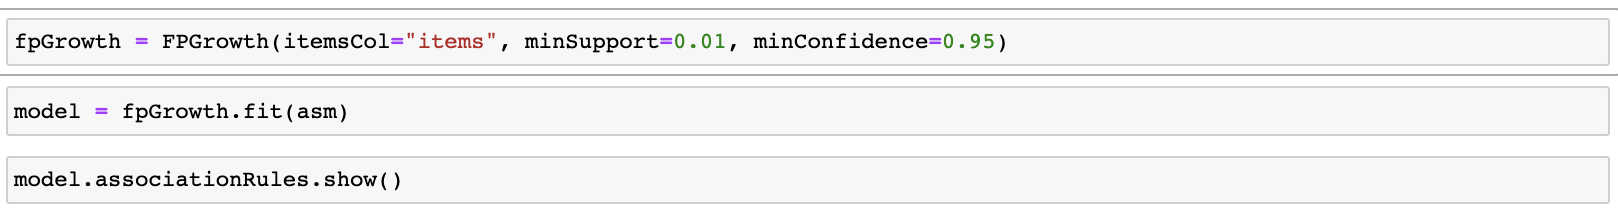 fpGrowth = FPGrowth(itemsCol="items", minSupport=0.01, minConfidence=0.95)
model = fpGrowth.fit(asm)
model.associationRules.show()